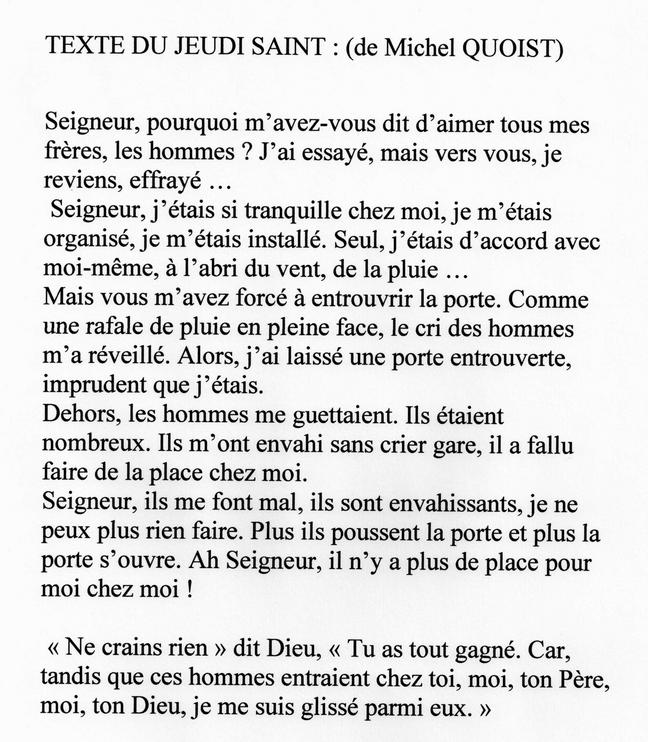 TEXTE DU JEUDI SAINT : (de Michel QUOIST)
Seigneur, pourquoi m’avez-vous dit d’aimer tous mes
frères, les hommes ? J’ai essayé, mais vers vous, je
reviens, effrayé …
Seigneur, j’étais si tranquille chez moi, je m’étais
organisé, je m’étais installé. Seul, j’étais d’accord avec
moi-même, à l’abri du vent, de la pluie …
Mais vous m’avez forcé à entrouvrir la porte. Comme
une rafale de pluie en pleine face, le cri des hommes
m’a réveillé. Alors, j’ai laissé une porte entrouverte,
imprudent que j’étais.
Dehors, les hommes me guettaient. Ils étaient
nombreux. Ils m’ont envahi sans crier gare, il a fallu
faire de la place chez moi.
Seigneur, ils me font mal, ils sont envahissants, je ne
peux plus rien faire. Plus ils poussent la porte et plus la
porte s’ouvre. Ah Seigneur, il n’y a plus de place pour
moi chez moi !
« Ne crains rien » dit Dieu, « Tu as tout gagné. Car,
tandis que ces hommes entraient chez toi, moi, ton Père,
moi, ton Dieu, je me suis glissé parmi eux. »